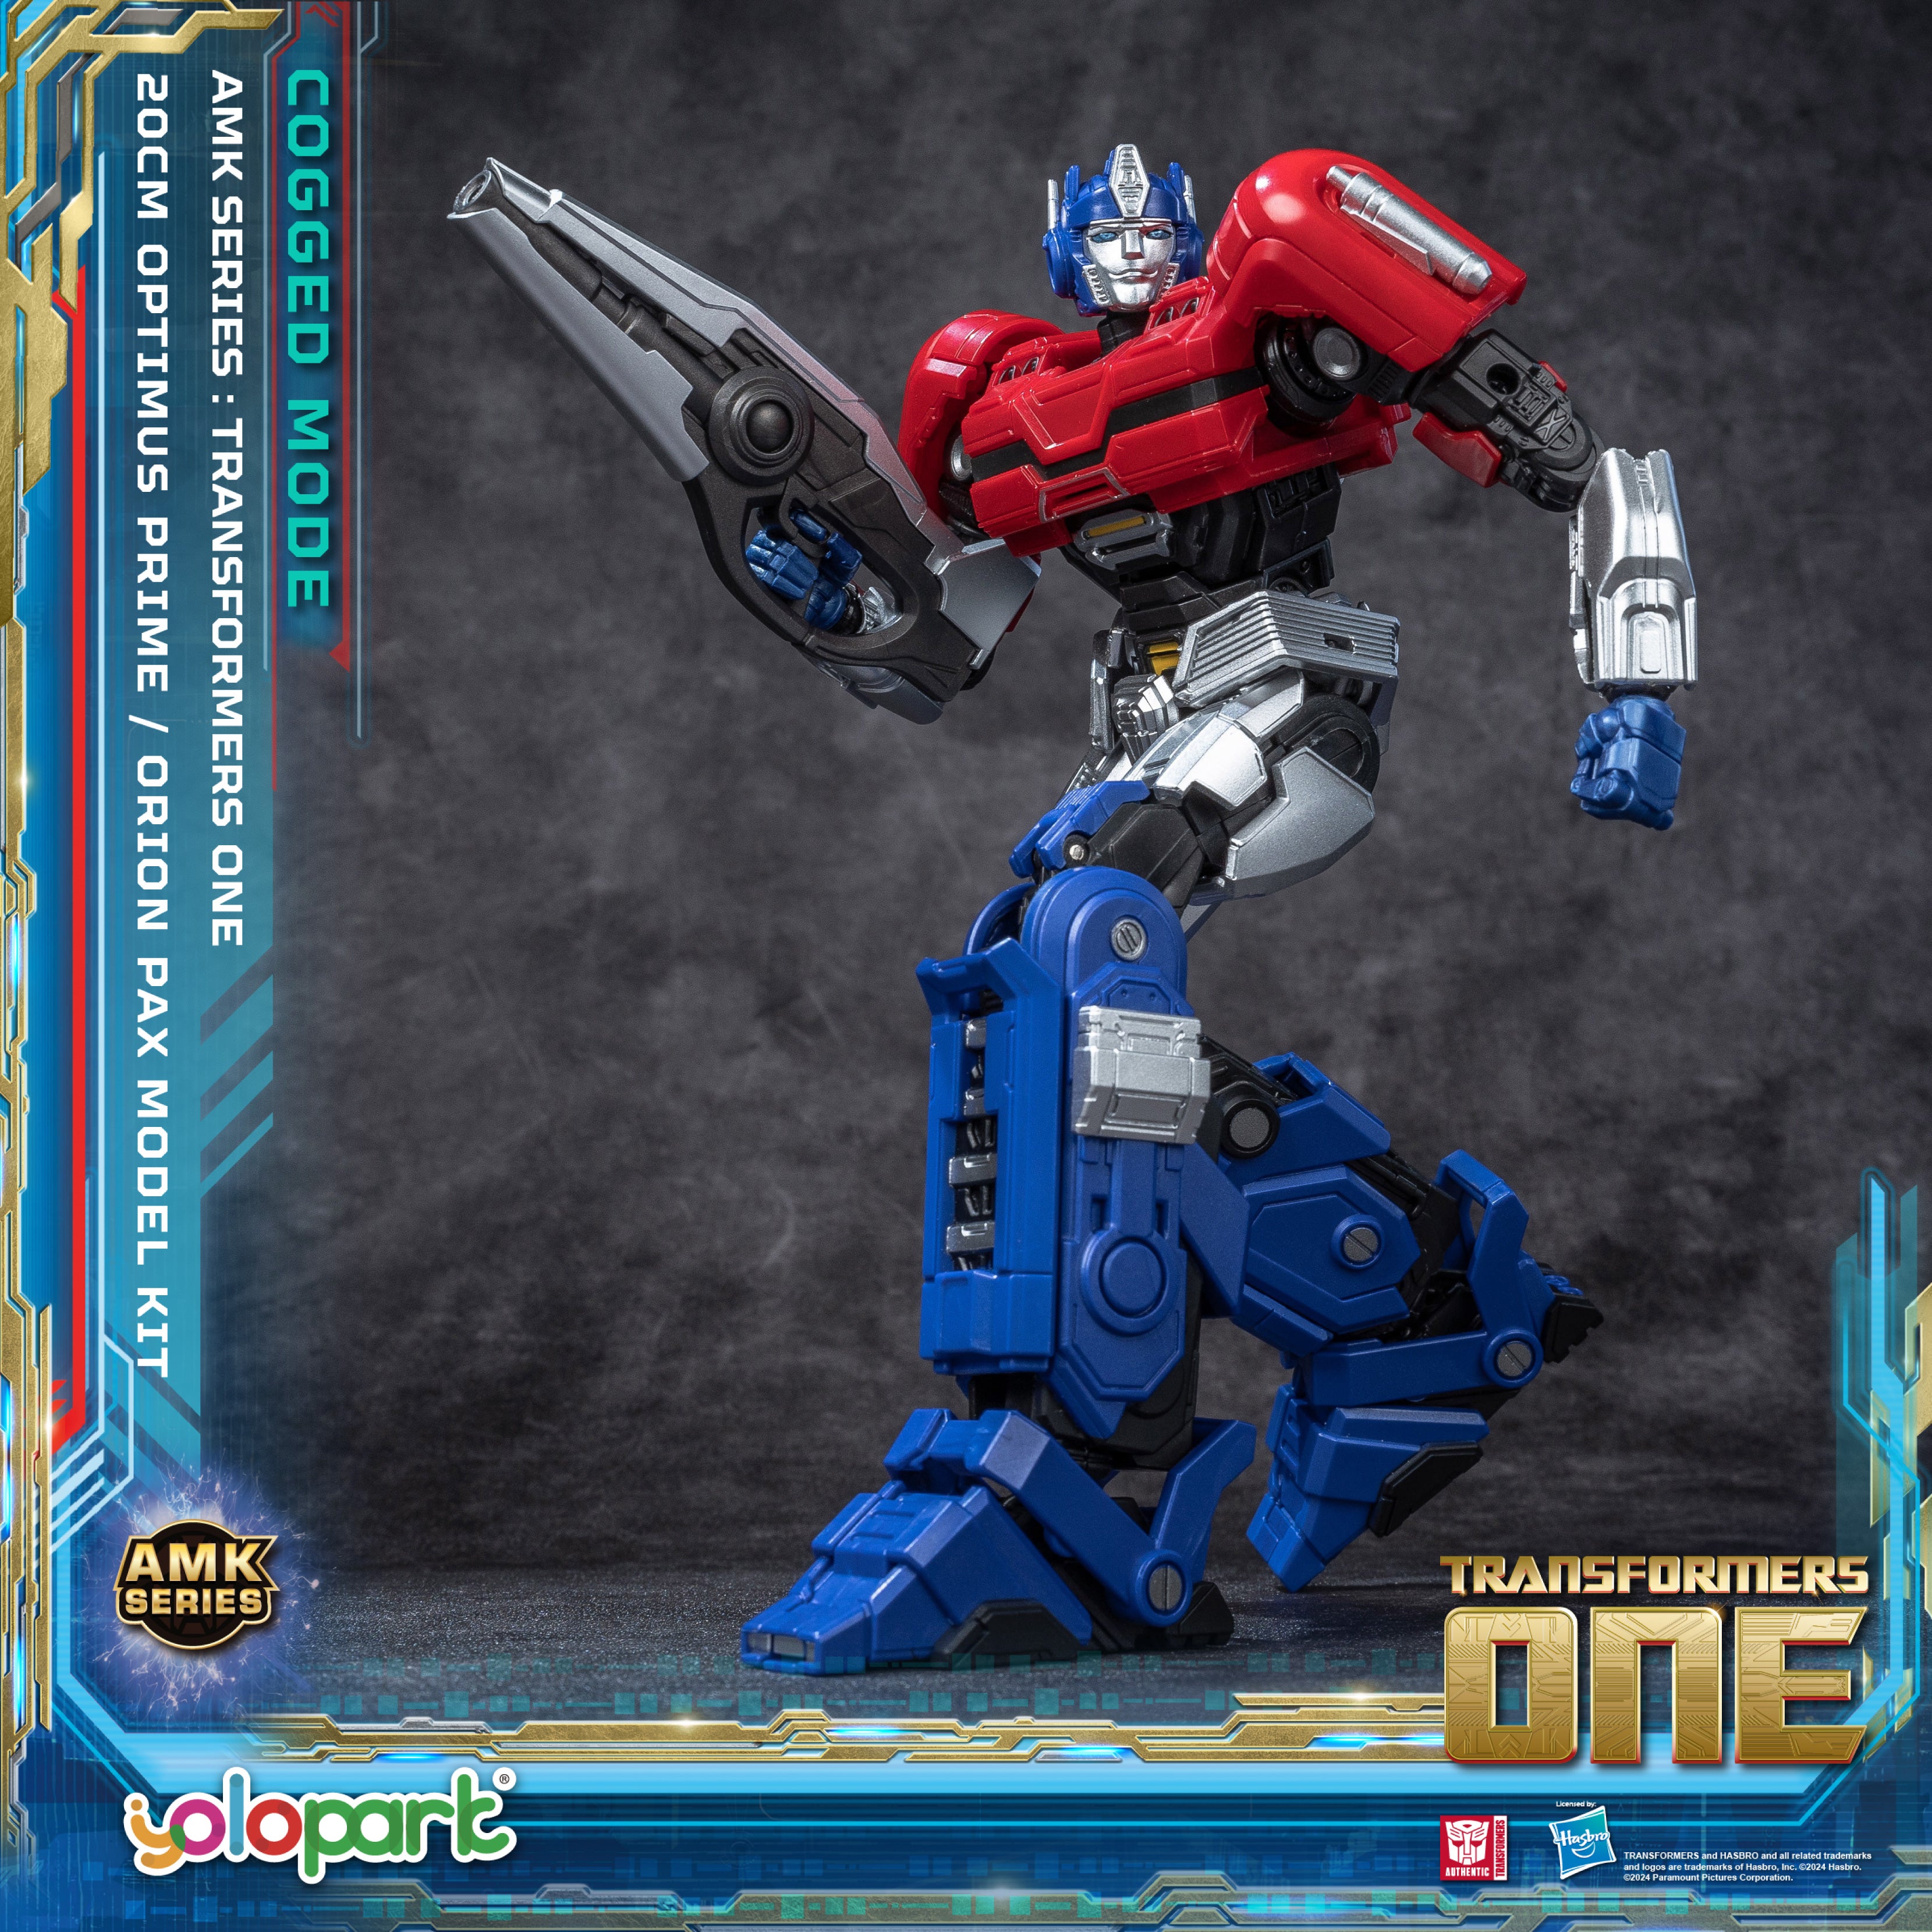 COGGED MODE
AMK SERIES : TRANSFORMERS ONE
20CM OPTIMUS PRIME / ORION PAX MODEL KIT
AMK
SERIES
TRANSFORMERS
ONE
yolopart®
AUTHENTIC
TRANSFORMERS
Licensed by:
Hasbro
TRANSFORMERS and HASBRO and all related trademarks
and logos are trademarks of Hasbro, Inc. ©2024 Hasbro.
©2024 Paramount Pictures Corporation.